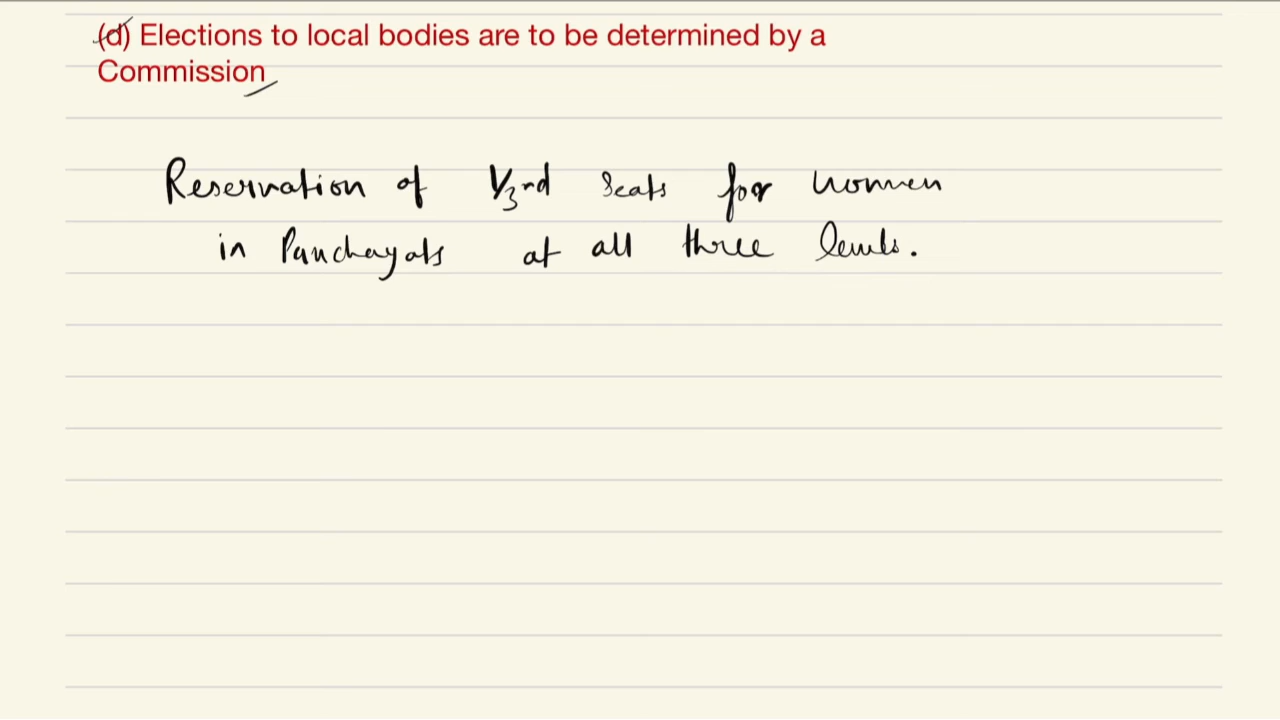 (d) Elections to local bodies are to be determined by a
Commission
Reservation of 1/3rd seats for women
in Panchayats at all three levels.